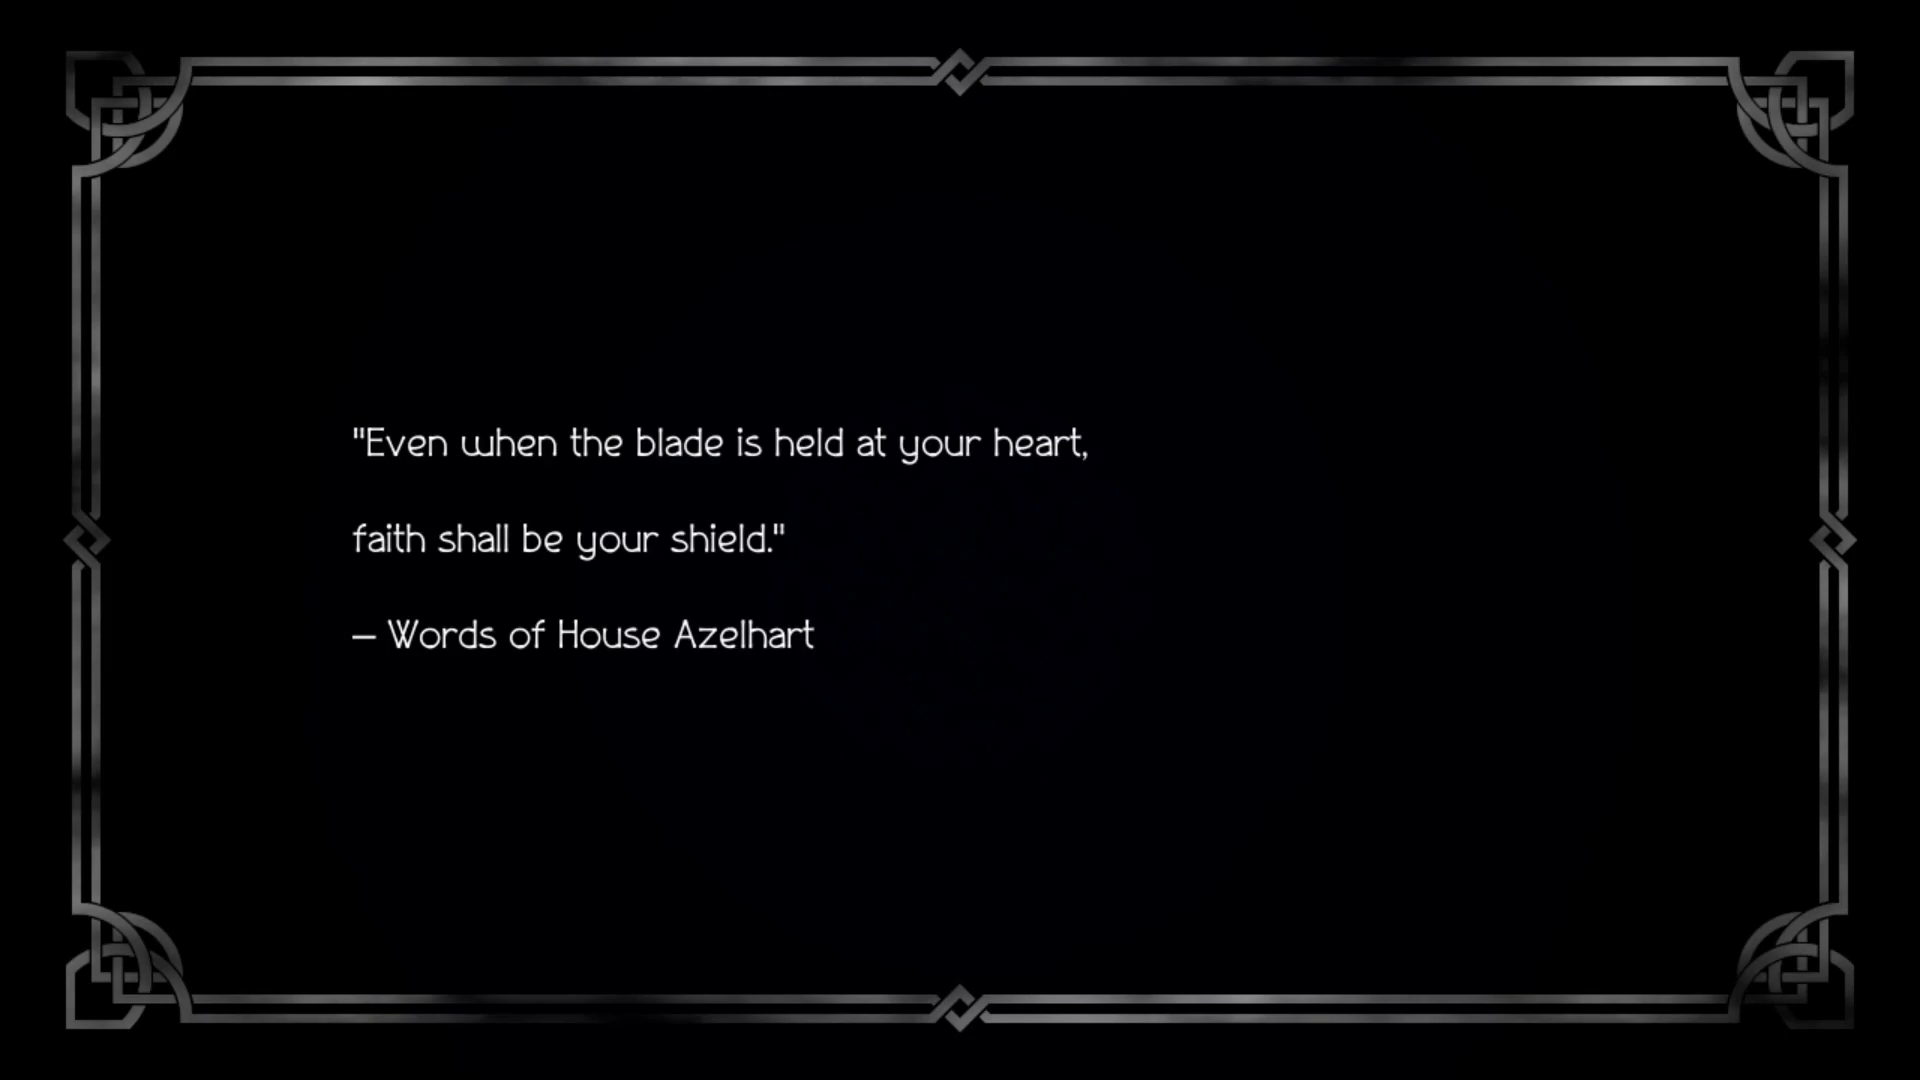 "Even when the blade is held at your heart,
faith shall be your shield."
– Words of House Azelhart